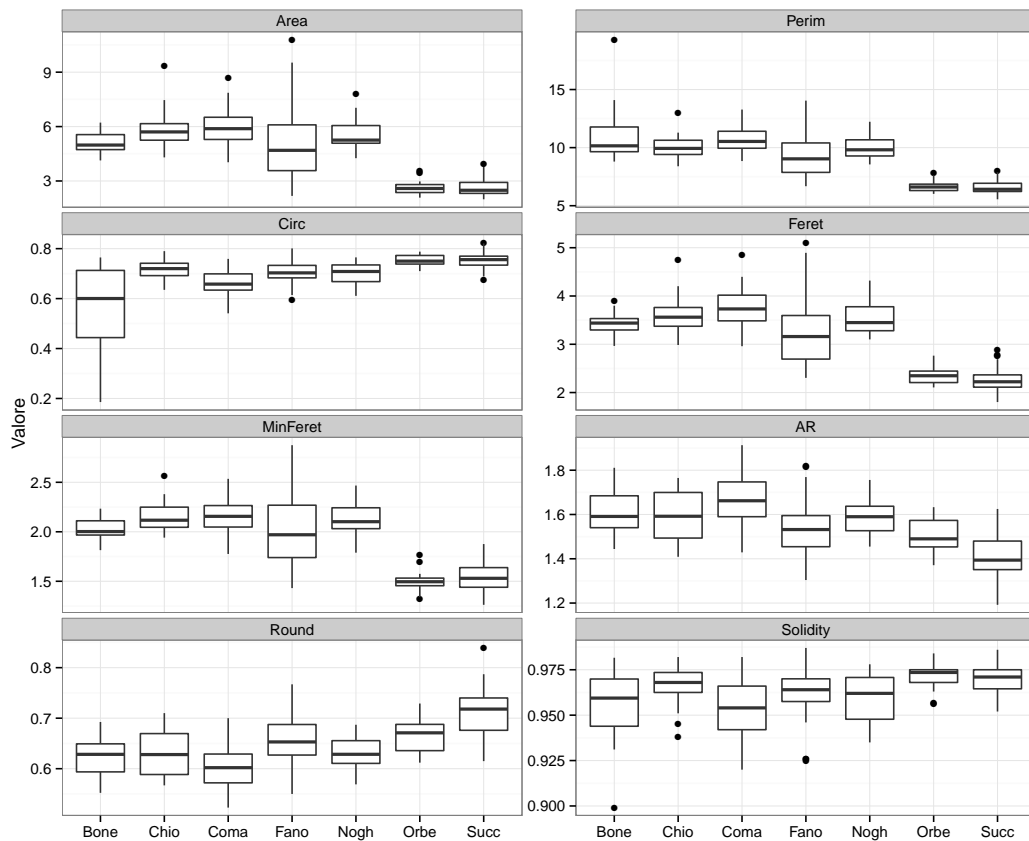 Area
Perim
9
6
3
15
10
5
Circ
Feret
0.8
0.6
0.4
0.2
5
4
3
2
Valore
MinFeret
AR
2.5
2.0
1.5
1.8
1.6
1.4
1.2
Round
Solidity
0.8
0.7
0.6
0.975
0.950
0.925
0.900
Bone Chio Coma Fano Nogh Orbe Succ
Bone Chio Coma Fano Nogh Orbe Succ